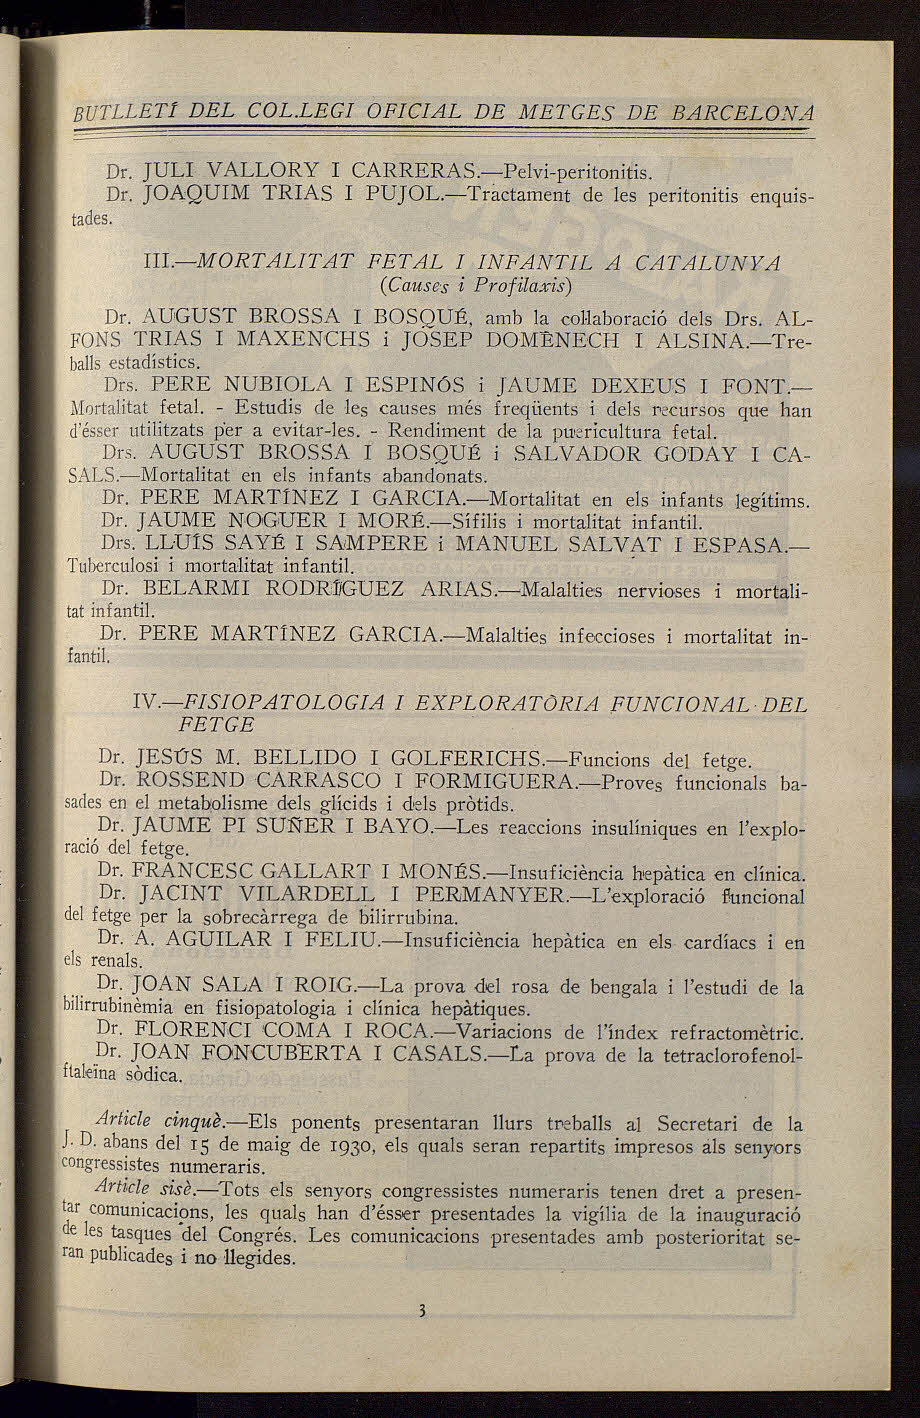 BUTLLETÍ DEL COL.LEGI OFICIAL DE METGES DE BARCELONA
Dr. JULI VALLORY I CARRERAS.—Pelvi-peritonitis.
Dr. JOAQUIM TRIAS I PUJOL.—Tractament de les peritonitis enquis-
tades.
III.—MORTALITAT FETAL I INFANTIL A CATALUNYA
(Causes i Profilaxis)
Dr. AUGUST BROSSA I BOSQUÉ, amb la coŀlaboració dels Drs. AL-
FONS TRIAS I MAXENCHS i JOSEP DOMÈNECH I ALSINA.—Tre-
balls estadístics.
Drs. PERE NUBIOLA I ESPINÓS i JAUME DEXEUS I FONT.—
Mortalitat fetal. - Estudis de les causes més freqüents i dels recursos que han
d'ésser utilitzats per a evitar-les. - Rendiment de la puericultura fetal.
Drs. AUGUST BROSSA I BOSQUÉ i SALVADOR GODAY I CA-
SALS.—Mortalitat en els infants abandonats.
Dr. PERE MARTÍNEZ I GARCIA.—Mortalitat en els infants legítims.
Dr. JAUME NOGUER I MORÉ.—Sífilis i mortalitat infantil.
Drs. LLUÍS SAYÉ I SAMPERE i MANUEL SALVAT I ESPASA.—
Tuberculosi i mortalitat infantil.
Dr. BELARMI RODRÍGUEZ ARIAS.—Malalties nervioses i mortali-
tat infantil.
Dr. PERE MARTÍNEZ GARCIA.—Malalties infeccioses i mortalitat in-
fantil.
IV.—FISIOPATOLOGIA I EXPLORATÒRIA FUNCIONAL DEL
FETGE
Dr. JESÚS M. BELLIDO I GOLFERICHS.—Funcions del fetge.
Dr. ROSSEND CARRASCO I FORMIGUERA.—Proves funcionals ba-
sades en el metabolisme dels glícids i dels pròtids.
Dr. JAUME PI SUÑER I BAYO.—Les reaccions insulíniques en l'explo-
ració del fetge.
Dr. FRANCESC GALLART I MONÉS.—Insuficiència hepàtica en clínica.
Dr. JACINT VILARDELL I PERMANYER.—L'exploració funcional
del fetge per la sobrecàrrega de bilirrubina.
Dr. A. AGUILAR I FELIU.—Insuficiència hepàtica en els cardíacs i en
els renals.
Dr. JOAN SALA I ROIG.—La prova del rosa de bengala i l'estudi de la
bilirrubinèmia en fisiopatologia i clínica hepàtiques.
Dr. FLORENCI COMA I ROCA.—Variacions de l'índex refractomètric.
Dr. JOAN FONCUBERTA I CASALS.—La prova de la tetraclorofenol-
ftaleïna sòdica.
Article cinquè.—Els ponents presentaran llurs treballs al Secretari de la
J. D. abans del 15 de maig de 1930, els quals seran repartits impresos als senyors
congressistes numeraris.
Article sisè.—Tots els senyors congressistes numeraris tenen dret a presen-
tar comunicacions, les quals han d'ésser presentades la vigília de la inauguració
de les tasques del Congrés. Les comunicacions presentades amb posterioritat se-
ran publicades i no llegides.
3